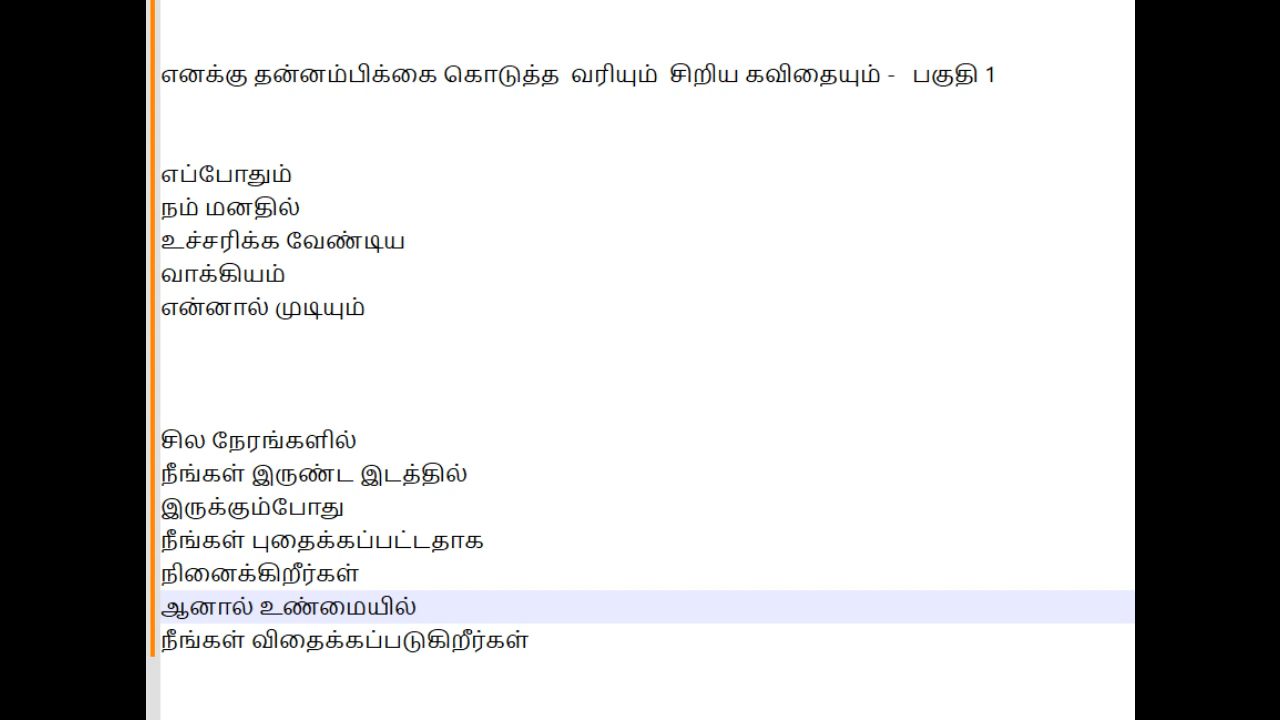 எனக்கு தன்னம்பிக்கை கொடுத்த வரியும் சிறிய கவிதையும் - பகுதி 1
எப்போதும்
நம் மனதில்
உச்சரிக்க வேண்டிய
வாக்கியம்
என்னால் முடியும்
சில நேரங்களில்
நீங்கள் இருண்ட இடத்தில்
இருக்கும்போது
நீங்கள் புதைக்கப்பட்டதாக
நினைக்கிறீர்கள்
ஆனால் உண்மையில்
நீங்கள் விதைக்கப்படுகிறீர்கள்